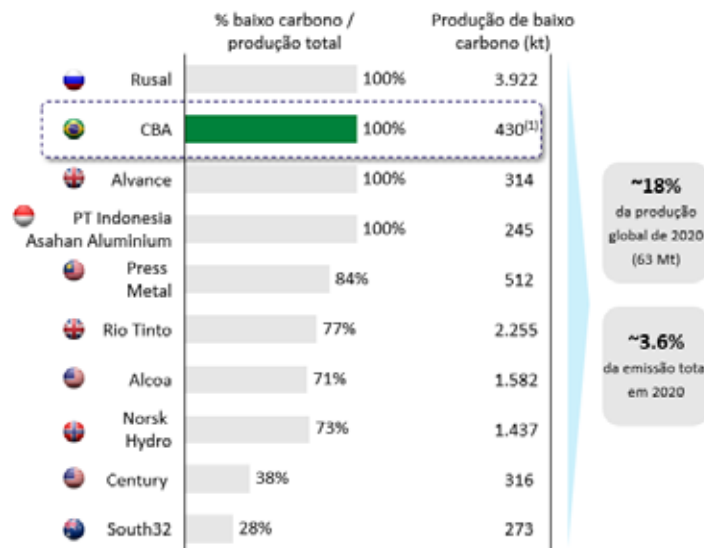 % baixo carbono /
produção total
Produção de baixo
carbono (kt)
Rusal 100% 3.922
CBA 100% 430(1)
Alvance 100% 314
PT Indonesia
Asahan Aluminium 100% 245
Press
Metal 84% 512
Rio Tinto 77% 2.255
Alcoa 71% 1.582
Norsk
Hydro 73% 1.437
Century 38% 316
South32 28% 273
~18%
da produção
global de 2020
(63 Mt)
~3.6%
da emissão tota
em 2020